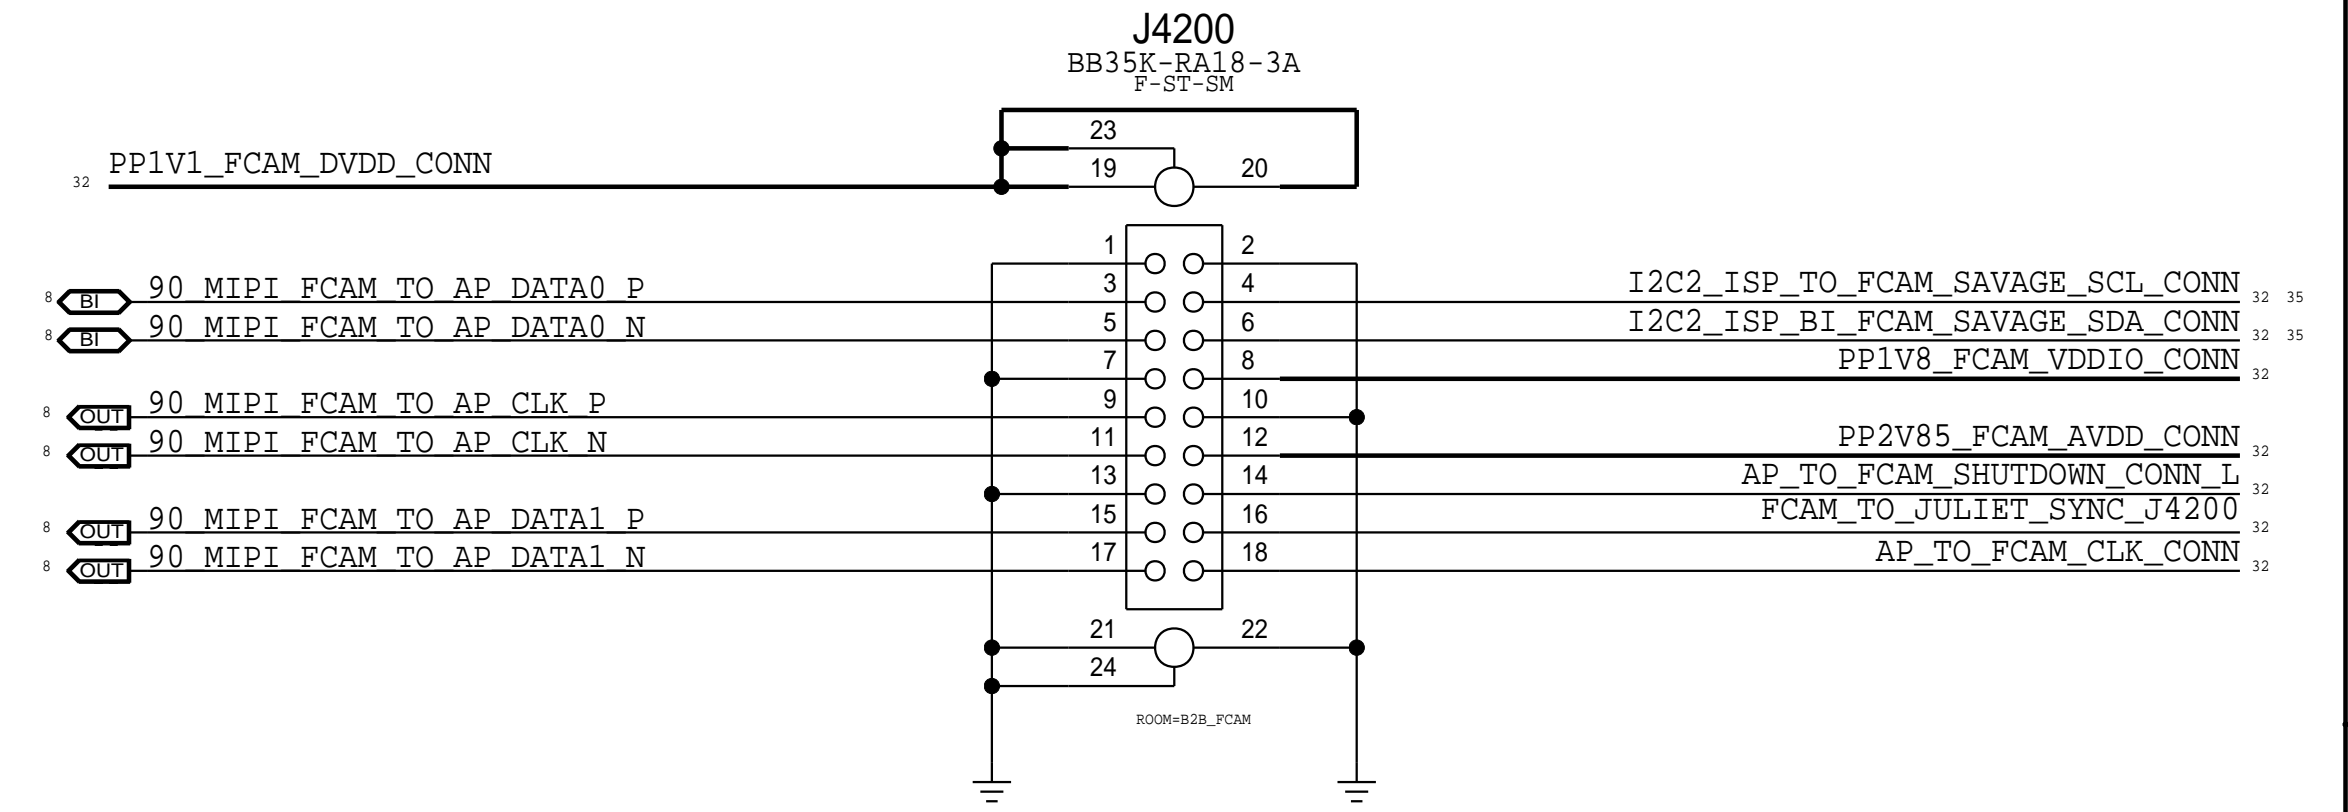 J4200
BB35K-RA18-3A
F-ST-SM
23
PP1V1_FCAM_DVDD_CONN
32
19
20
1
2
8 BI 90_MIPI_FCAM_TO_AP_DATA0_P
3
4
I2C2_ISP_TO_FCAM_SAVAGE_SCL_CONN
32 35
8 BI 90_MIPI_FCAM_TO_AP_DATA0_N
5
6
I2C2_ISP_BI_FCAM_SAVAGE_SDA_CONN
32 35
7
8
PP1V8_FCAM_VDDIO_CONN
32
8 OUT 90_MIPI_FCAM_TO_AP_CLK_P
9
10
8 OUT 90_MIPI_FCAM_TO_AP_CLK_N
11
12
PP2V85_FCAM_AVDD_CONN
32
13
14
AP_TO_FCAM_SHUTDOWN_CONN_L
32
8 OUT 90_MIPI_FCAM_TO_AP_DATA1_P
15
16
FCAM_TO_JULIET_SYNC_J4200
32
8 OUT 90_MIPI_FCAM_TO_AP_DATA1_N
17
18
AP_TO_FCAM_CLK_CONN
32
21
22
24
ROOM=B2B_FCAM